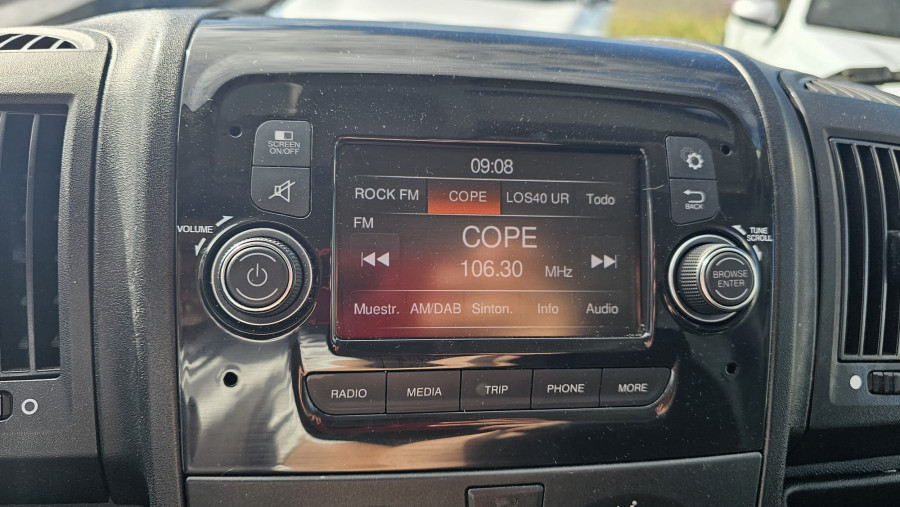 SCREEN
ON/OFF
VOLUME
09:08
ROCK FM COPE LOS40 UR Todo
FM
COPE
106.30 MHz
Muestr. AM/DAB Sinton. Info Audio
BACK
TUNE
SCROLL
BROWSE
ENTER
RADIO MEDIA TRIP PHONE MORE